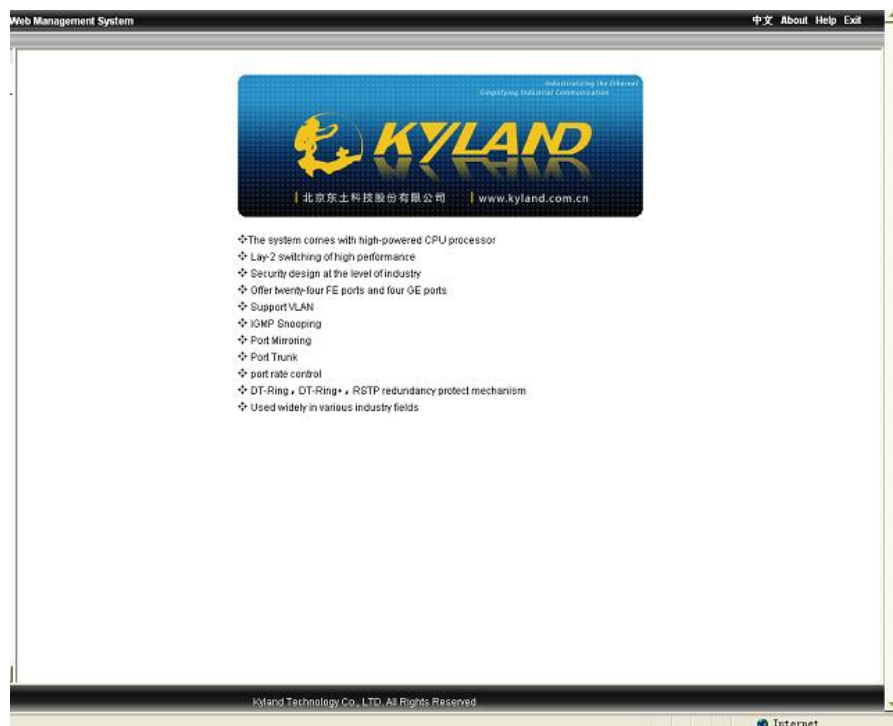 Web Management System
中文 About Help Exit
Industrializing the Ethernet
Simplifying Industrial Communication
KYLAND
北京东土科技股份有限公司
www.kyland.com.cn
The system comes with high-powered CPU processor
Lay-2 switching of high performance
Security design at the level of industry
Offer twenty-four FE ports and four GE ports
Support VLAN
IGMP Snooping
Port Mirroring
Port Trunk
port rate control
DT-Ring, DT-Ring+, RSTP redundancy protect mechanism
Used widely in various industry fields
Kyland Technology Co., LTD. All Rights Reserved
Internet